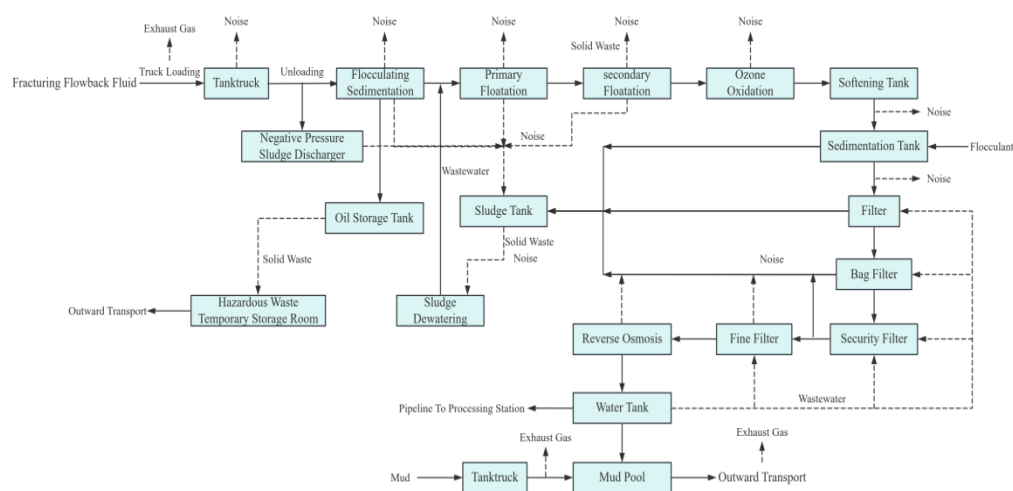 Exhaust Gas
Noise
Noise
Noise
Noise
Noise
Solid Waste
Fracturing Flowback Fluid
Truck Loading
Tanktruck
Unloading
Flocculating
Sedimentation
Primary
Floatation
secondary
Floatation
Ozone
Oxidation
Softening Tank
Noise
Negative Pressure
Sludge Discharger
Noise
Sedimentation Tank
Flocculant
Wastewater
Noise
Oil Storage Tank
Sludge Tank
Filter
Solid Waste
Noise
Solid Waste
Noise
Bag Filter
Outward Transport
Hazardous Waste
Temporary Storage Room
Sludge
Dewatering
Reverse Osmosis
Fine Filter
Security Filter
Pipeline To Processing Station
Water Tank
Wastewater
Exhaust Gas
Exhaust Gas
Mud
Tanktruck
Mud Pool
Outward Transport